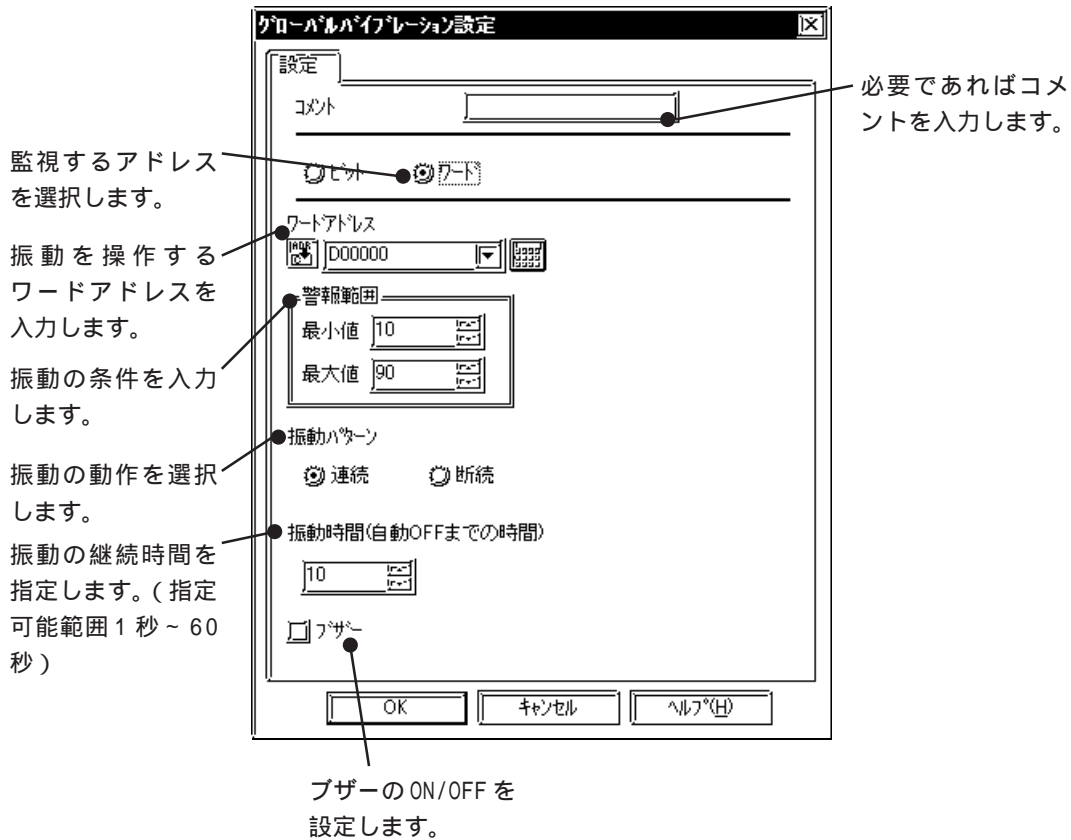 グローバルバイブレーション設定
設定
コメント
必要であればコメ
ントを入力します。
監視するアドレス
を選択します。
ビット
ワード
ワードアドレス
振動を操作する
ワードアドレスを
入力します。
D00000
警報範囲
最小値 10
最大値 90
振動の条件を入力
します。
振動パターン
連続
断続
振動の動作を選択
します。
振動時間(自動OFFまでの時間)
10
振動の継続時間を
指定します。(指定
可能範囲1秒~60
秒)
ブザー
OK
キャンセル
ヘルプ(H)
ブザーのON/OFFを
設定します。